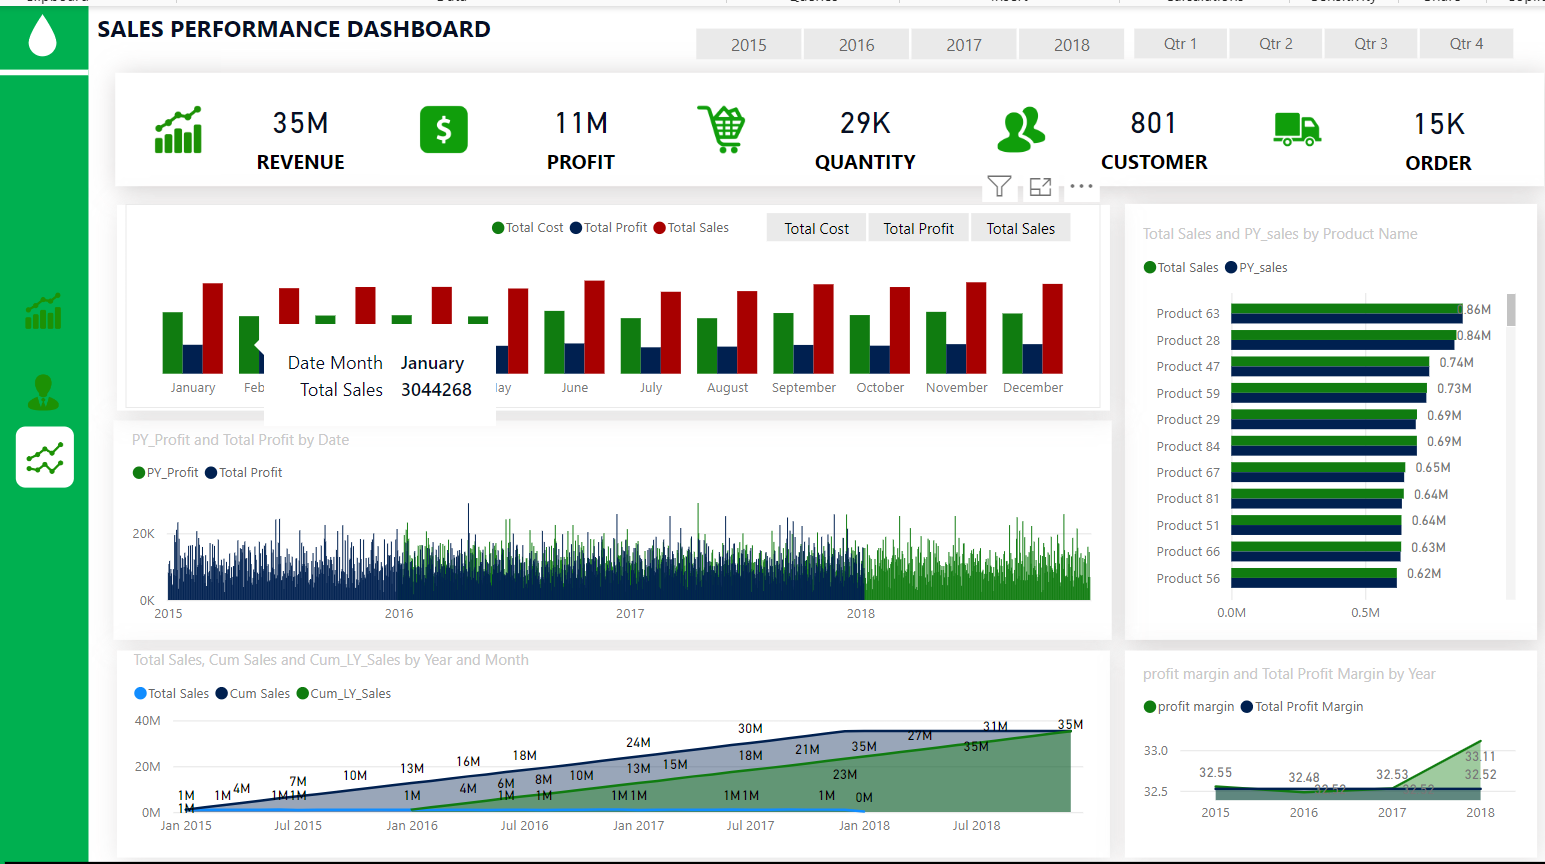 SALES PERFORMANCE DASHBOARD
2015 2016 2017 2018 Qtr 1 Qtr 2 Qtr 3 Qtr 4
35M 11M 29K 801 15K
REVENUE PROFIT QUANTITY CUSTOMER ORDER
Total Cost Total Profit Total Sales
Total Cost Total Profit Total Sales
January
June July August September October November December
Date Month January
Total Sales 3044268
Total Sales and PY_sales by Product Name
Total Sales PY_sales
Product 63 0.86M
Product 28 0.84M
Product 47 0.74M
Product 59 0.73M
Product 29 0.69M
Product 84 0.69M
Product 67 0.65M
Product 81 0.64M
Product 51 0.64M
Product 66 0.63M
Product 56 0.62M
0.0M 0.5M
PY_Profit and Total Profit by Date
PY_Profit Total Profit
20K
0K
2015 2016 2017 2018
Total Sales, Cum Sales and Cum_LY_Sales by Year and Month
Total Sales Cum Sales Cum_LY_Sales
40M
20M
0M
1M 4M 7M 10M 13M 16M 18M 24M 30M 35M 35M
1M 4M 6M 8M 10M 13M 15M 18M 21M 23M 27M 31M 35M
1M 1M 1M 1M 1M 1M 1M 1M 1M 1M 1M 0M
Jan 2015 Jul 2015 Jan 2016 Jul 2016 Jan 2017 Jul 2017 Jan 2018 Jul 2018
profit margin and Total Profit Margin by Year
profit margin Total Profit Margin
33.0
32.5
32.55 32.48 32.53 33.11
32.52
2015 2016 2017 2018